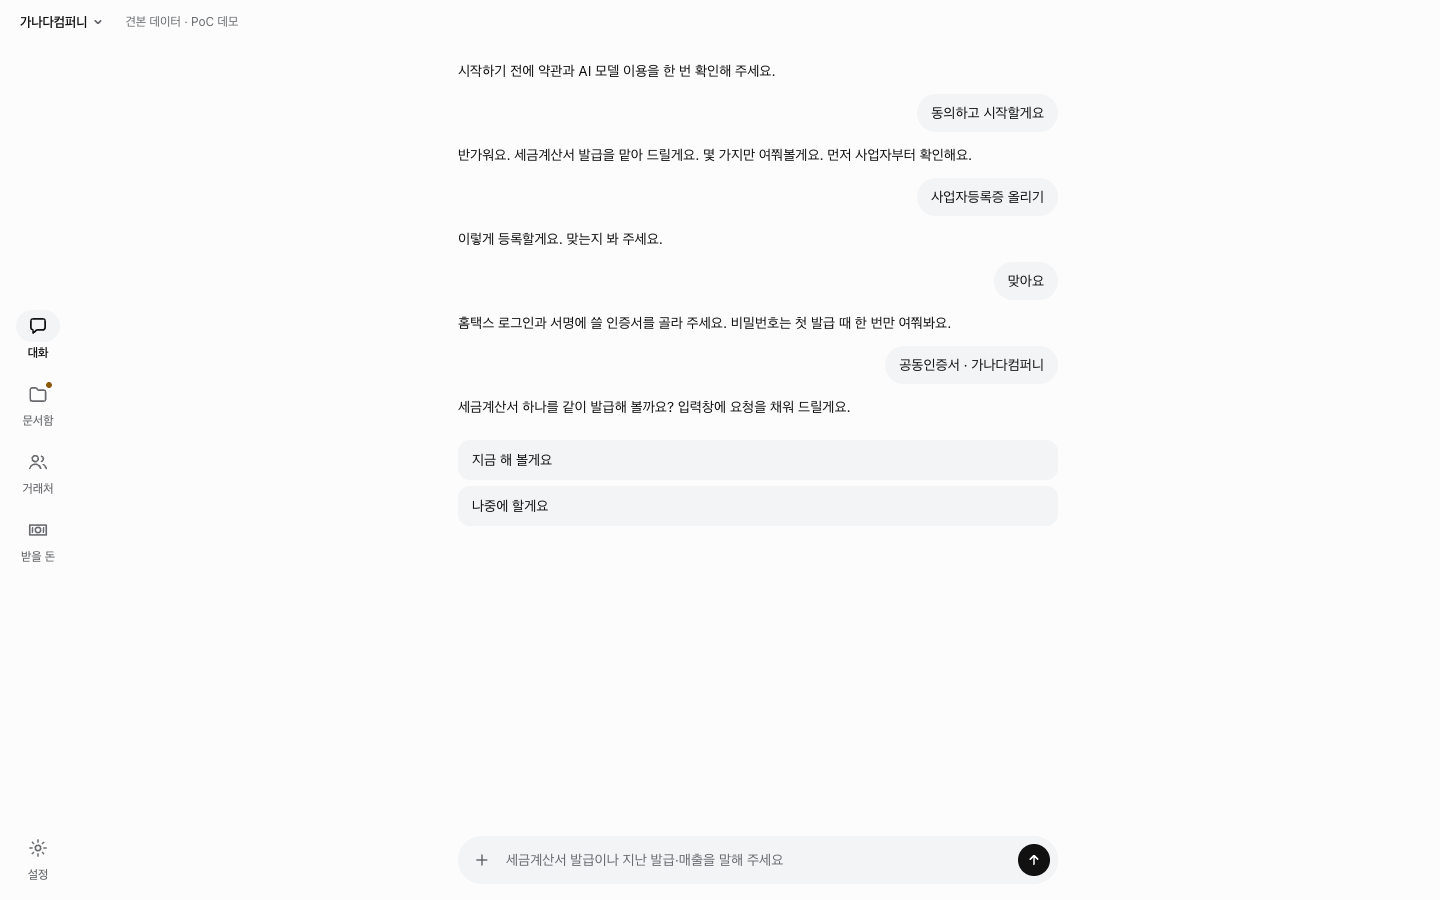 가나다컴퍼니
견본 데이터 · PoC 데모
시작하기 전에 약관과 AI 모델 이용을 한 번 확인해 주세요.
동의하고 시작할게요
반가워요. 세금계산서 발급을 맡아 드릴게요. 몇 가지만 여쭤볼게요. 먼저 사업자부터 확인해요.
사업자등록증 올리기
이렇게 등록할게요. 맞는지 봐 주세요.
맞아요
홈택스 로그인과 서명에 쓸 인증서를 골라 주세요. 비밀번호는 첫 발급 때 한 번만 여쭤봐요.
공동인증서 · 가나다컴퍼니
세금계산서 하나를 같이 발급해 볼까요? 입력창에 요청을 채워 드릴게요.
지금 해 볼게요
나중에 할게요
대화
문서함
거래처
받을 돈
설정
세금계산서 발급이나 지난 발급·매출을 말해 주세요